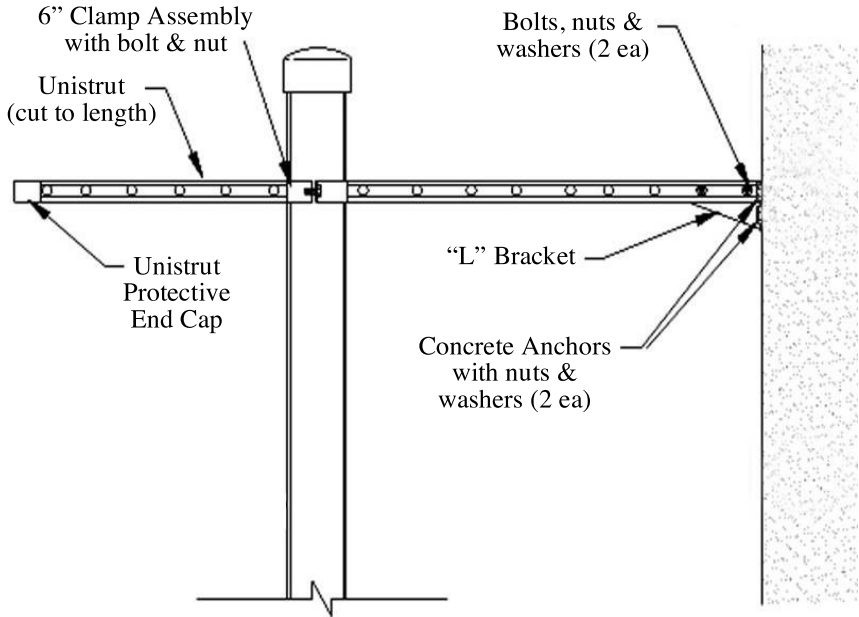 6” Clamp Assembly
with bolt & nut
Bolts, nuts &
washers (2 ea)
Unistrut
(cut to length)
Unistrut
Protective
End Cap
“L” Bracket
Concrete Anchors
with nuts &
washers (2 ea)